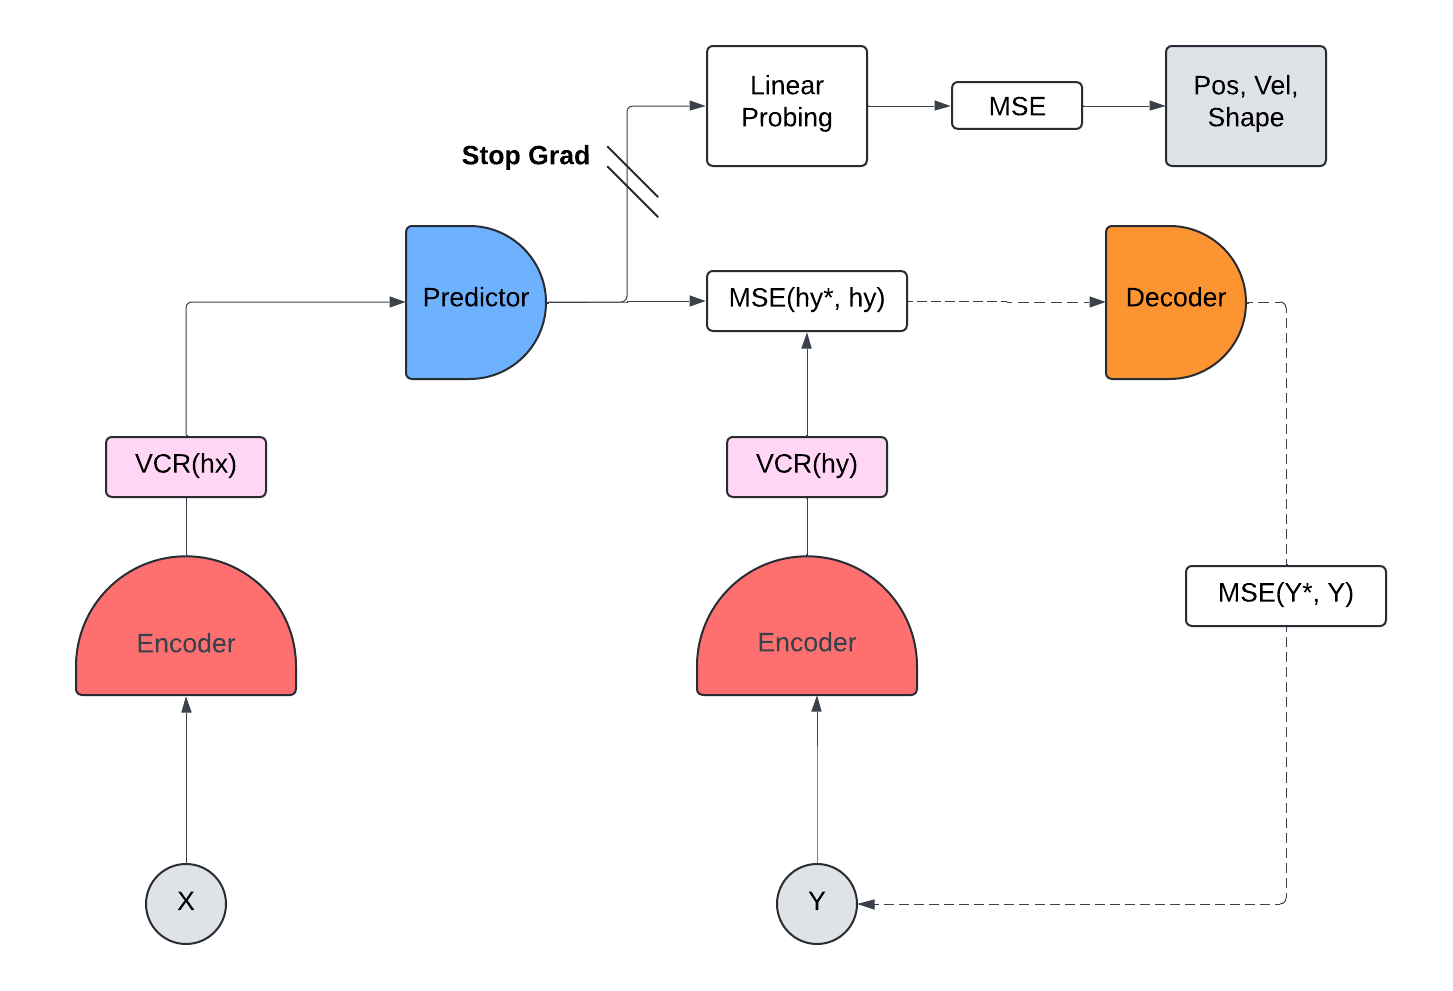 Linear
Probing
MSE
Pos, Vel,
Shape
Stop Grad
Predictor
MSE(hy*, hy)
Decoder
VCR(hx)
VCR(hy)
MSE(Y*, Y)
Encoder
Encoder
X
Y